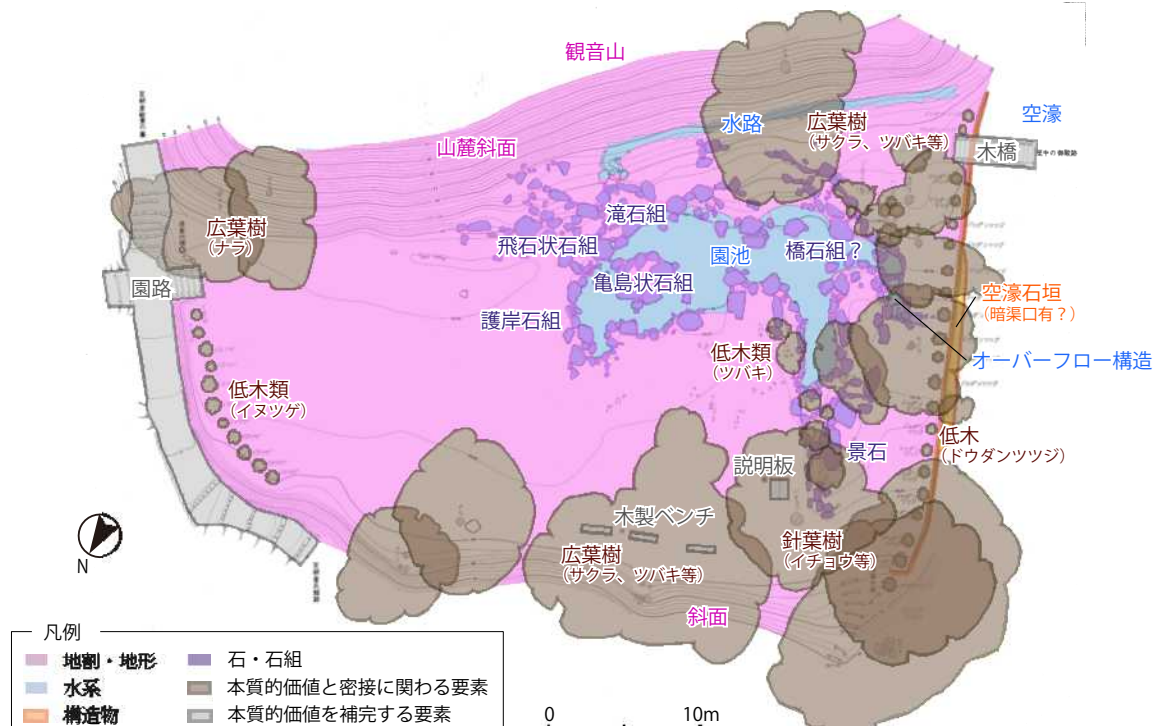 観音山
空濠
水路
広葉樹
(サクラ、ツバキ等)
木橋
山麓斜面
滝石組
広葉樹
(ナラ)
飛石状石組
園池
橋石組?
園路
亀島状石組
空濠石垣
(暗渠口有?)
護岸石組
低木類
(ツバキ)
オーバーフロー構造
低木類
(イヌツゲ)
低木
(ドウダンツツジ)
景石
説明板
木製ベンチ
針葉樹
(イチョウ等)
広葉樹
(サクラ、ツバキ等)
斜面
N
凡例
地割・地形
石・石組
水系
本質的価値と密接に関わる要素
構造物
本質的価値を補完する要素
0 10m